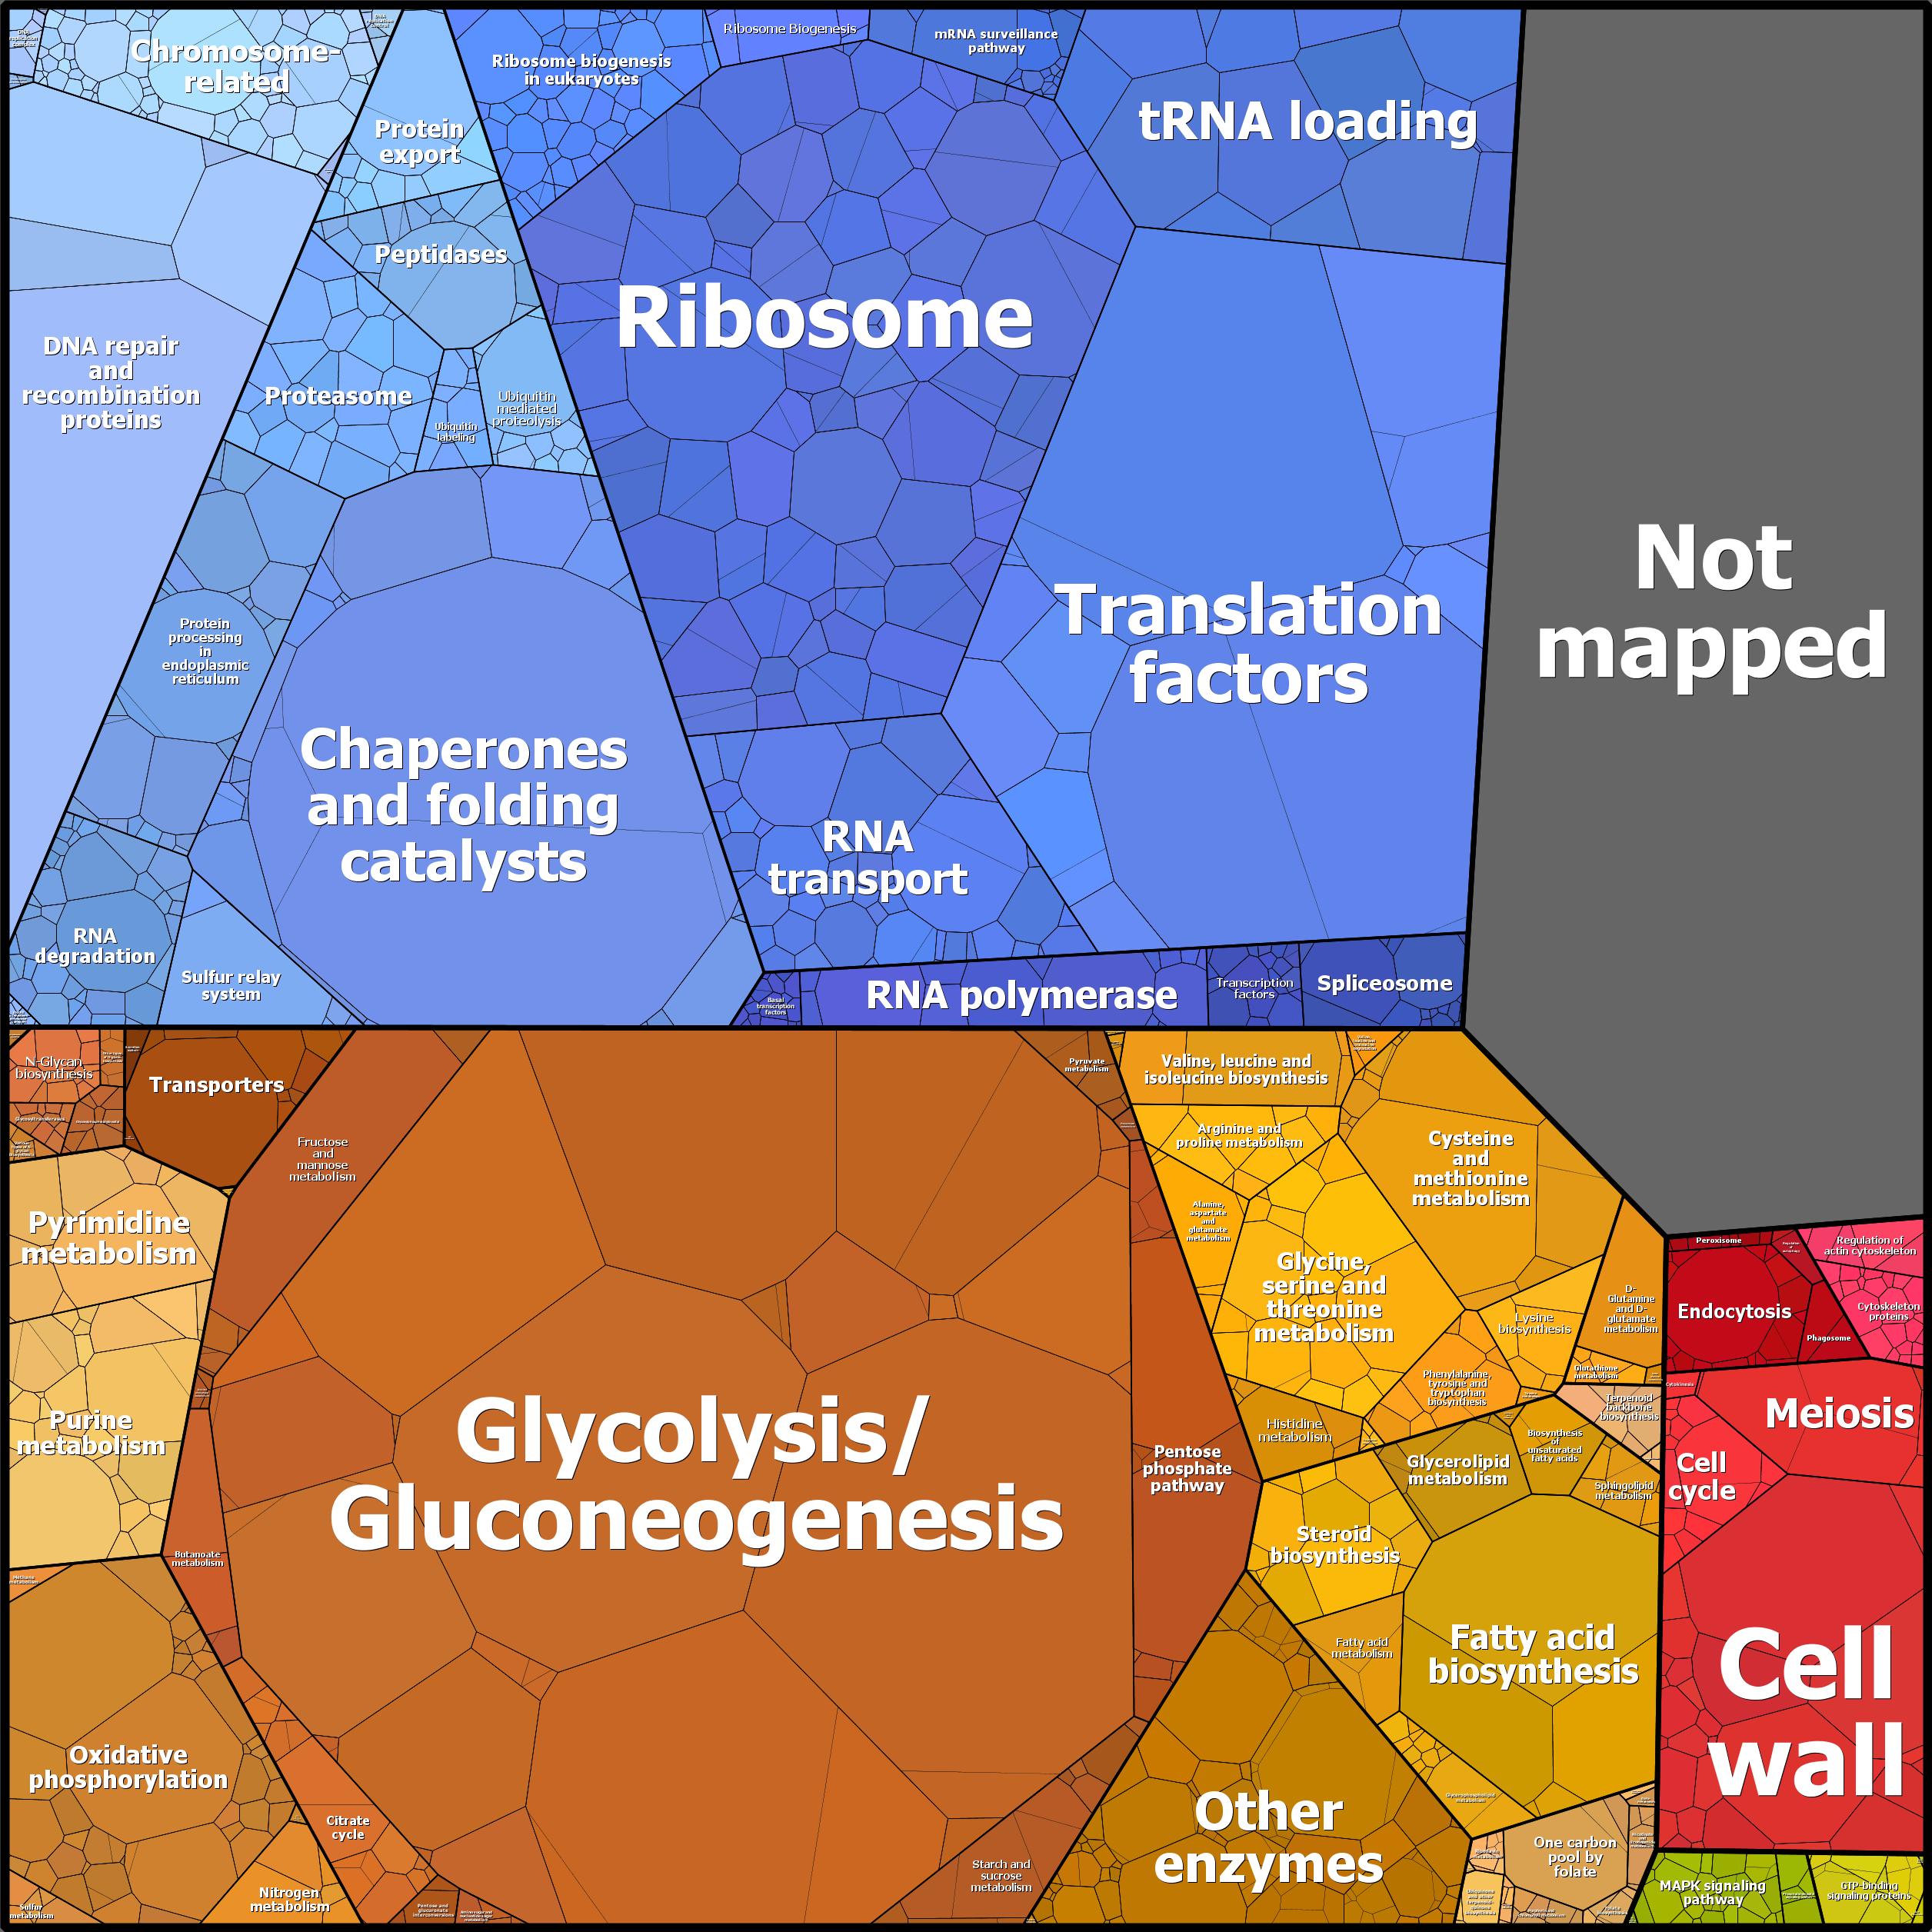 Chromosome-
related
Protein
export
Ribosome biogenesis
in eukaryotes
Ribosome Biogenesis
mRNA surveillance
pathway
tRNA loading
Peptidases
Ribosome
DNA repair
and
recombination
proteins
Proteasome
Ubiquitin
labeling
Ubiquitin
mediated
proteolysis
Not
mapped
Translation
factors
Protein
processing
in
endoplasmic
reticulum
Chaperones
and folding
catalysts
RNA
transport
RNA
degradation
Sulfur relay
system
Basal
transcription
factors
RNA polymerase
Transcription
factors
Spliceosome
N-Glycan
biosynthesis
Transporters
Fructose
and
mannose
metabolism
Pyruvate
metabolism
Valine, leucine and
isoleucine biosynthesis
Arginine and
proline metabolism
Cysteine
and
methionine
metabolism
Alanine,
aspartate
and
glutamate
metabolism
Pyrimidine
metabolism
Glycine,
serine and
threonine
metabolism
Lysine
biosynthesis
D-
Glutamine
and D-
glutamate
metabolism
Peroxisome
Regulation of
actin cytoskeleton
Endocytosis
Phagosome
Cytoskeleton
proteins
Glutathione
metabolism
Phenylalanine,
tyrosine and
tryptophan
biosynthesis
Terpenoid
backbone
biosynthesis
Cytokinesis
Meiosis
Purine
metabolism
Glycolysis/
Gluconeogenesis
Pentose
phosphate
pathway
Histidine
metabolism
Glycerolipid
metabolism
Biosynthesis
of
unsaturated
fatty acids
Sphingolipid
metabolism
Cell
cycle
Butanoate
metabolism
Steroid
biosynthesis
Methane
metabolism
Fatty acid
metabolism
Fatty acid
biosynthesis
Cell
wall
Oxidative
phosphorylation
Citrate
cycle
Glycerophospholipid
metabolism
Other
enzymes
One carbon
pool by
folate
Starch and
sucrose
metabolism
Nitrogen
metabolism
Sulfur
metabolism
Pentose and
glucuronate
interconversions
MAPK signaling
pathway
GTP-binding
signaling proteins